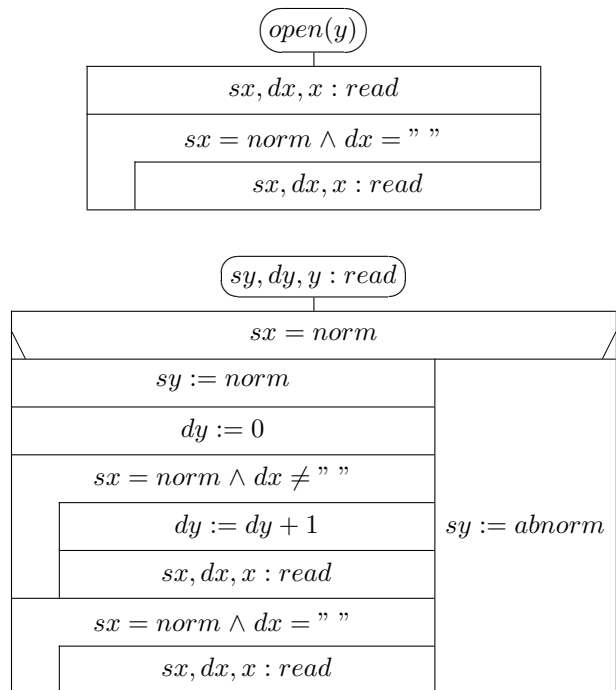 open(y)
sx, dx, x : read
sx = norm ∧ dx = ” ”
sx, dx, x : read
sy, dy, y : read
sx = norm
sy := norm
dy := 0
sx = norm ∧ dx ≠ ” ”
dy := dy + 1
sy := abnorm
sx, dx, x : read
sx = norm ∧ dx = ” ”
sx, dx, x : read